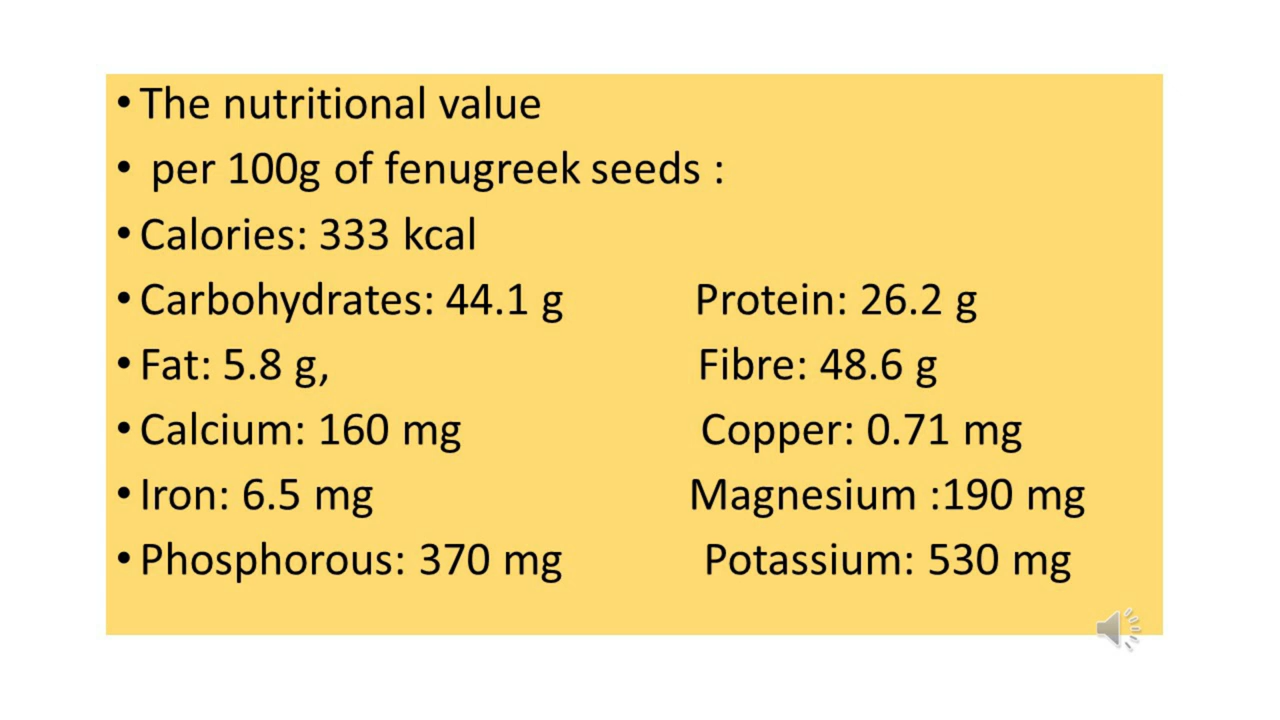 • The nutritional value
• per 100g of fenugreek seeds :
• Calories: 333 kcal
• Carbohydrates: 44.1 g Protein: 26.2 g
• Fat: 5.8 g, Fibre: 48.6 g
• Calcium: 160 mg Copper: 0.71 mg
• Iron: 6.5 mg Magnesium :190 mg
• Phosphorous: 370 mg Potassium: 530 mg